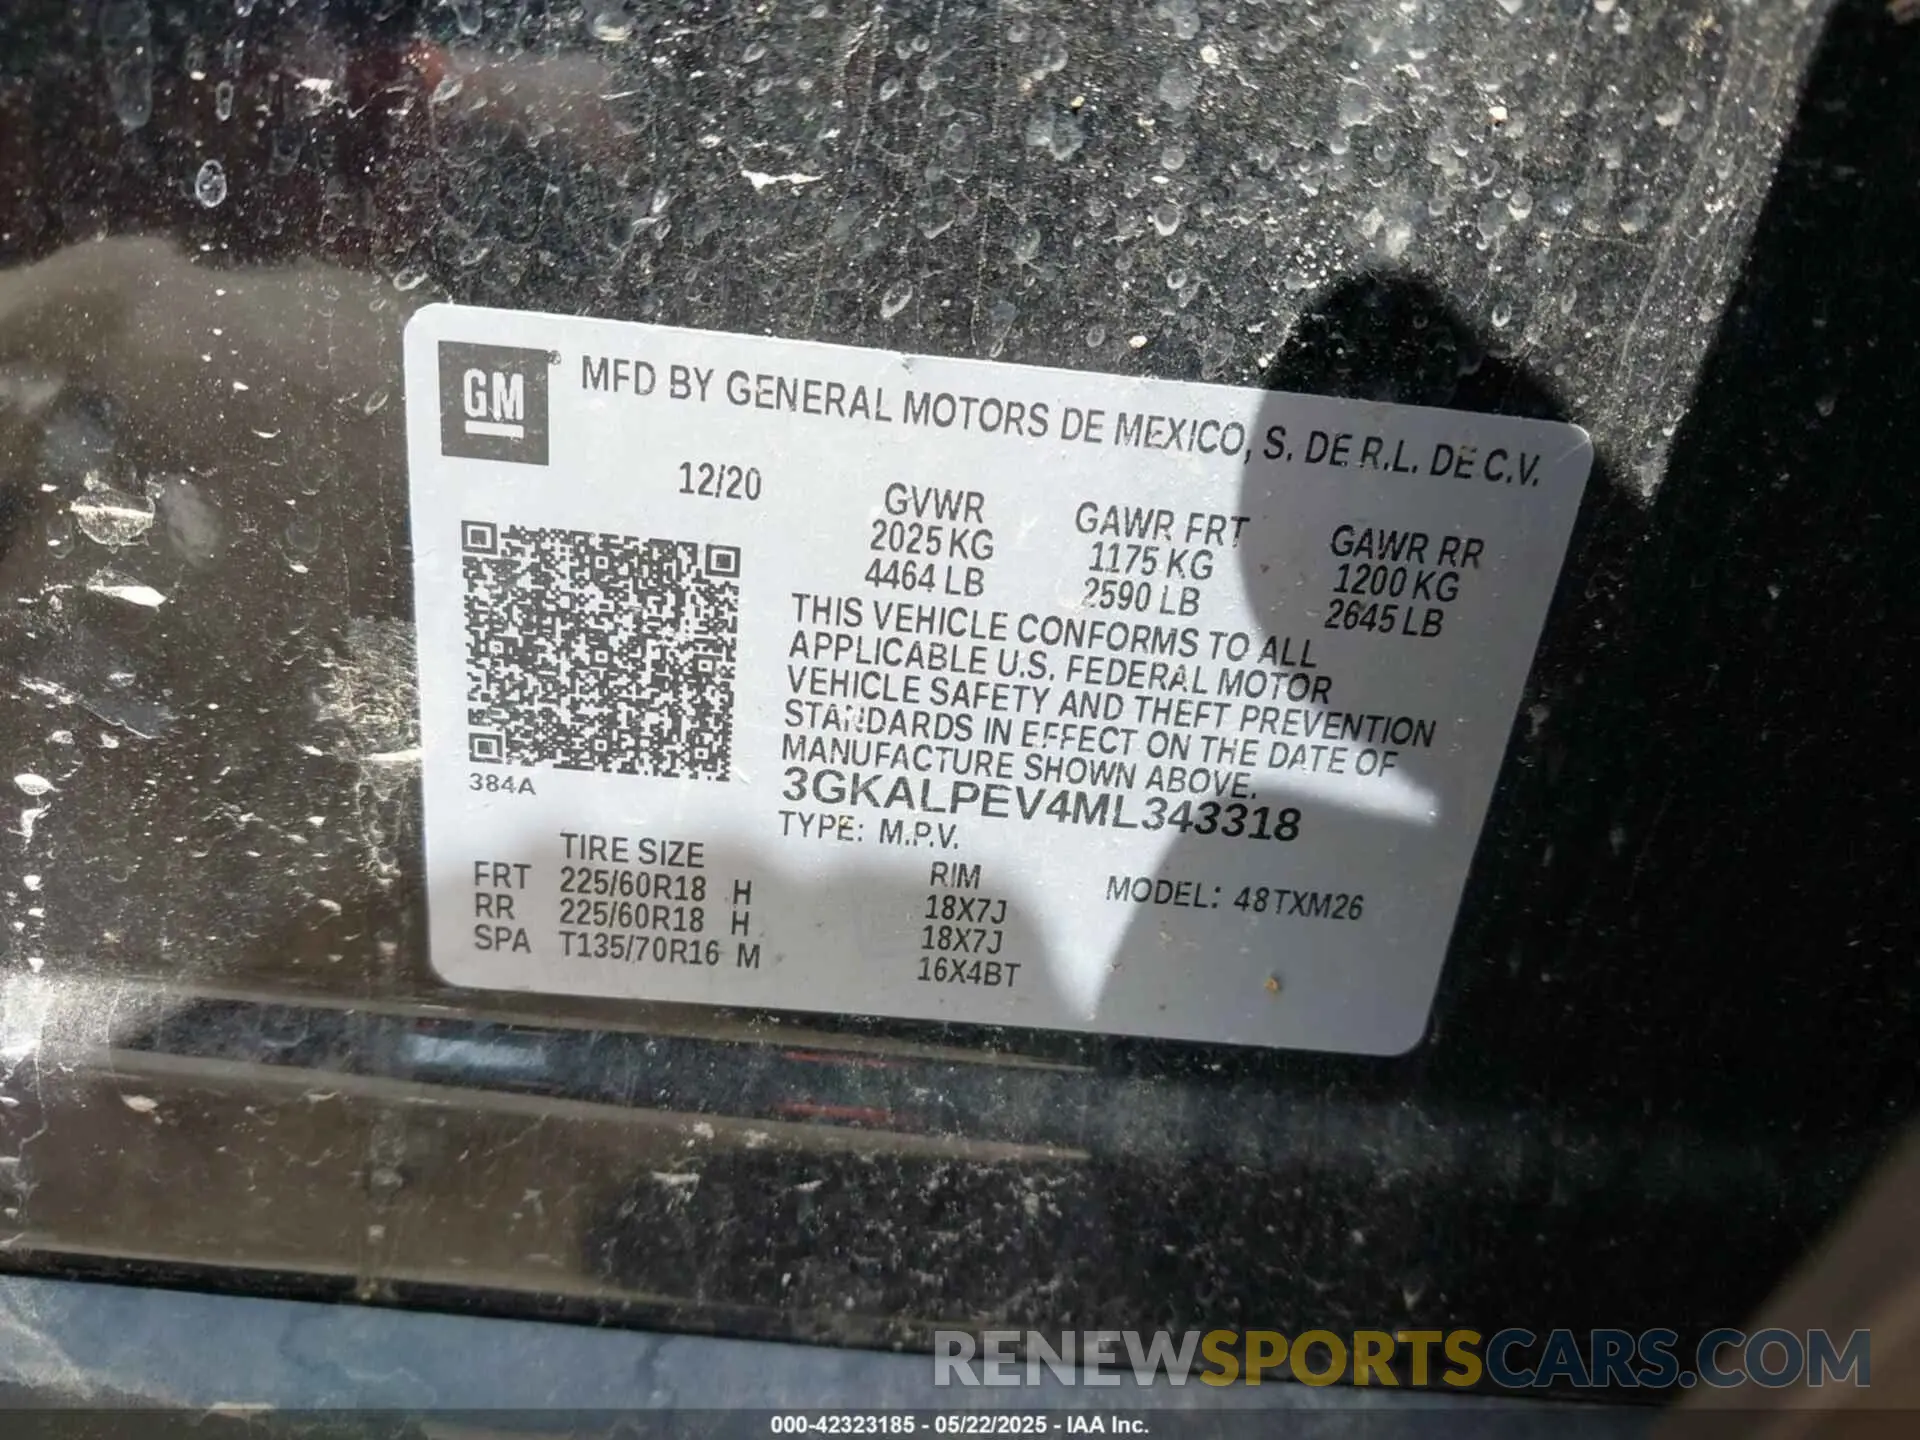 GM ® MFD BY GENERAL MOTORS DE MEXICO, S. DE R.L. DE C.V.
12/20
GVWR GAWR FRT GAWR RR
2025 KG 1175 KG 1200 KG
4464 LB 2590 LB 2645 LB
THIS VEHICLE CONFORMS TO ALL
APPLICABLE U.S. FEDERAL MOTOR
VEHICLE SAFETY AND THEFT PREVENTION
STANDARDS IN EFFECT ON THE DATE OF
MANUFACTURE SHOWN ABOVE.
384A
3GKALPEV4ML343318
TYPE: M.P.V.
TIRE SIZE RIM MODEL: 48TXM26
FRT 225/60R18 H 18X7J
RR 225/60R18 H 18X7J
SPA T135/70R16 M 16X4BT
RENEWSPORTSCARS.COM
000-42323185 - 05/22/2025 - IAA Inc.